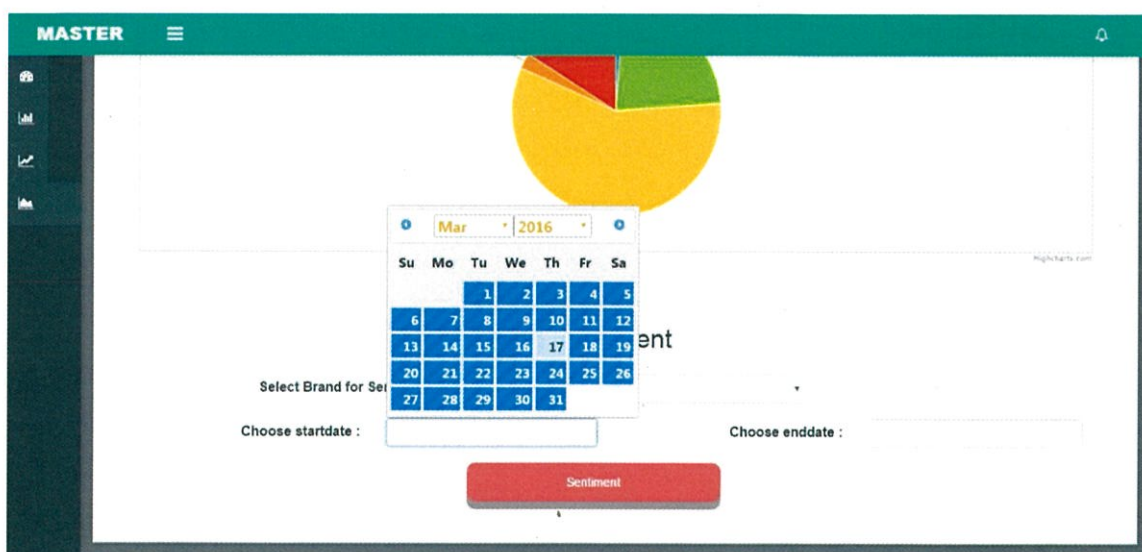 MASTER
Mar 2016
Su Mo Tu We Th Fr Sa
1 2 3 4 5
6 7 8 9 10 11 12
13 14 15 16 17 18 19
20 21 22 23 24 25 26
27 28 29 30 31
Highcharts.com
ent
Select Brand for Se
Choose startdate :
Choose enddate :
Sentiment